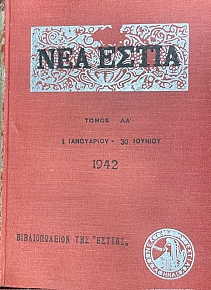 ΝΕΑ ΕΣΤΙΑ
ΤΟΜΟΣ ΛΑ'
1 ΙΑΝΟΥΑΡΙΟΥ - 30 ΙΟΥΝΙΟΥ
1942
ΒΙΒΛΙΟΠΩΛΕΙΟΝ ΤΗΣ "ΕΣΤΙΑΣ„